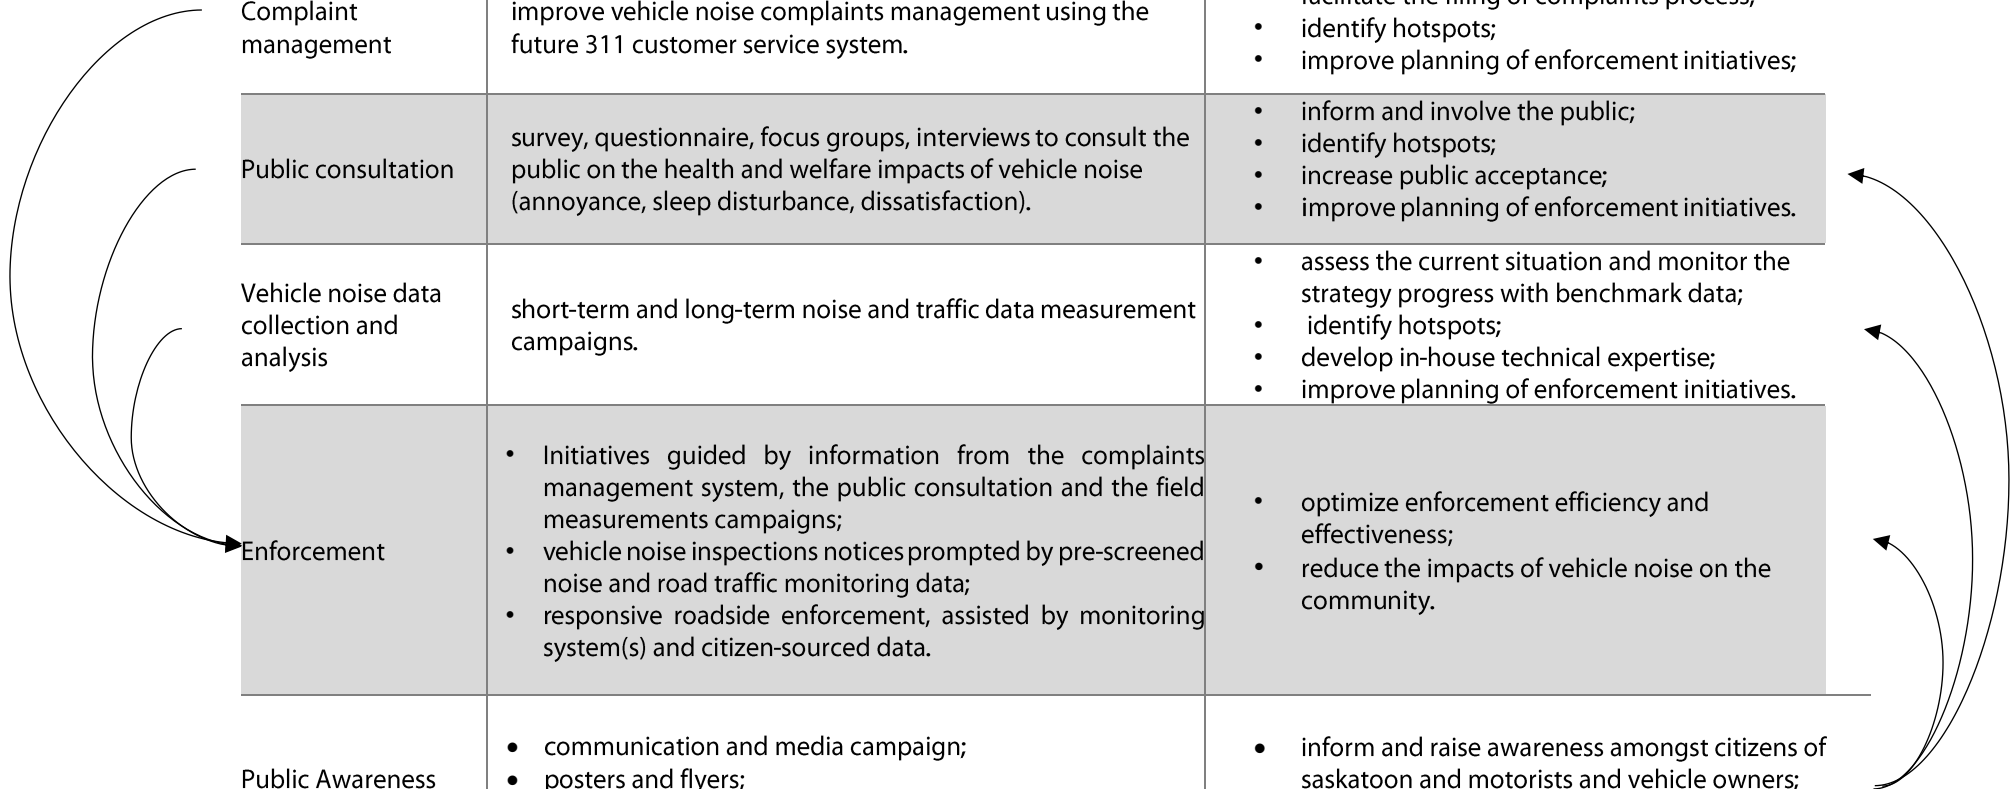 Complaint
management
improve vehicle noise complaints management using the
future 311 customer service system.
facilitate the filing of complaints process;
• identify hotspots;
• improve planning of enforcement initiatives;
Public consultation
survey, questionnaire, focus groups, interviews to consult the
public on the health and welfare impacts of vehicle noise
(annoyance, sleep disturbance, dissatisfaction).
• inform and involve the public;
• identify hotspots;
• increase public acceptance;
• improve planning of enforcement initiatives.
Vehicle noise data
collection and
analysis
short-term and long-term noise and traffic data measurement
campaigns.
• assess the current situation and monitor the
strategy progress with benchmark data;
• identify hotspots;
• develop in-house technical expertise;
• improve planning of enforcement initiatives.
Enforcement
• Initiatives guided by information from the complaints
management system, the public consultation and the field
measurements campaigns;
• vehicle noise inspections notices prompted by pre-screened
noise and road traffic monitoring data;
• responsive roadside enforcement, assisted by monitoring
system(s) and citizen-sourced data.
• optimize enforcement efficiency and
effectiveness;
• reduce the impacts of vehicle noise on the
community.
Public Awareness
• communication and media campaign;
• posters and flyers;
• inform and raise awareness amongst citizens of
saskatoon and motorists and vehicle owners;